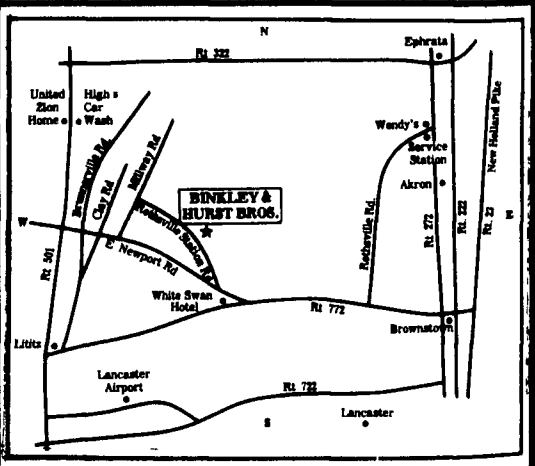 N
Rt 322
Ephrata
United
Zion
Home
High s
Car
Wash
Brunnerville Rd.
Clay Rd
Millway Rd
Wendy's
Service
Station
New Holland Pike
BINKLEY &
HURST BROS.
Rothsville Station Rd.
Akron
Rothsville Rd.
Rt 272
Rt 222
Rt 23
W
E
E Newport Rd
Rt 501
White Swan
Hotel
Rt 772
Brownstown
Lititz
Lancaster
Airport
Rt 722
S
Lancaster